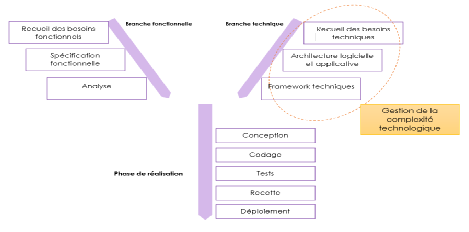 Branche fonctionnelle
Branche technique
Recueil des besoins
fonctionnels
Spécification
fonctionnelle
Analyse
Recueil des besoins
techniques
Architecture logicielle
et applicative
Framework techniques
Gestion de la
complexité
technologique
Phase de réalisation
Conception
Codage
Tests
Recette
Déploiement